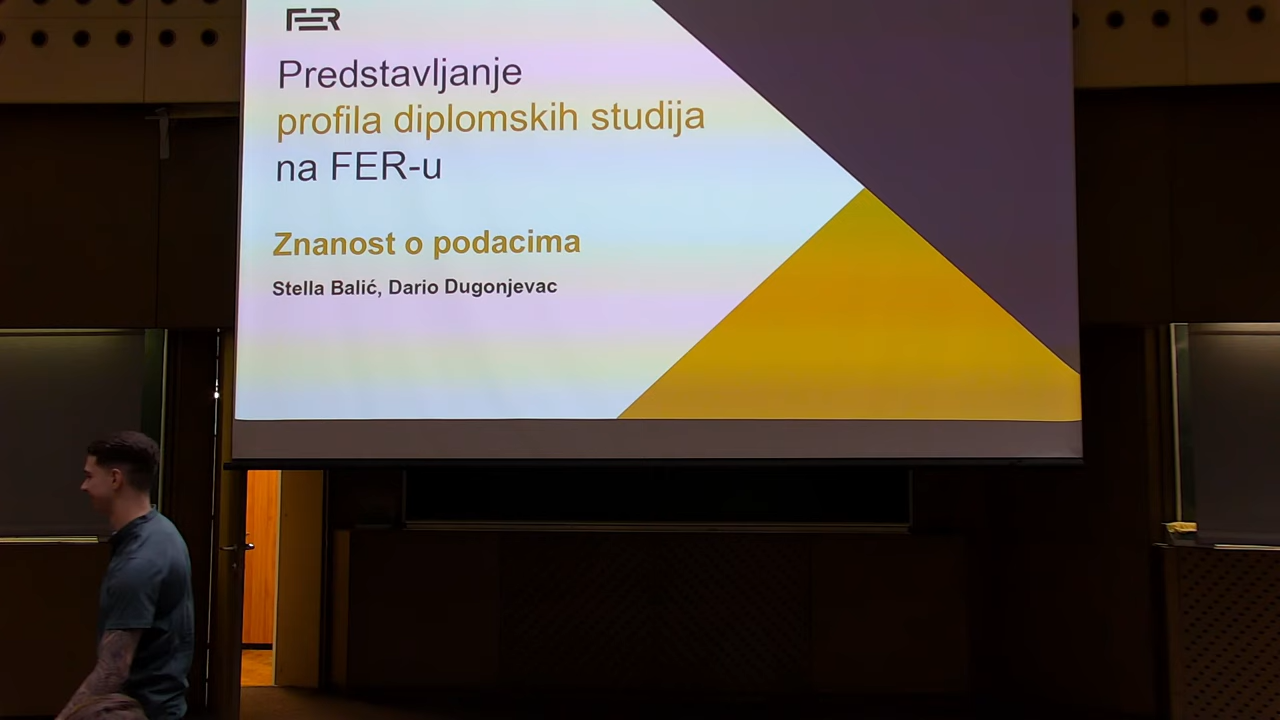 FER
Predstavljanje
profila diplomskih studija
na FER-u
Znanost o podacima
Stella Balić, Dario Dugonjevac